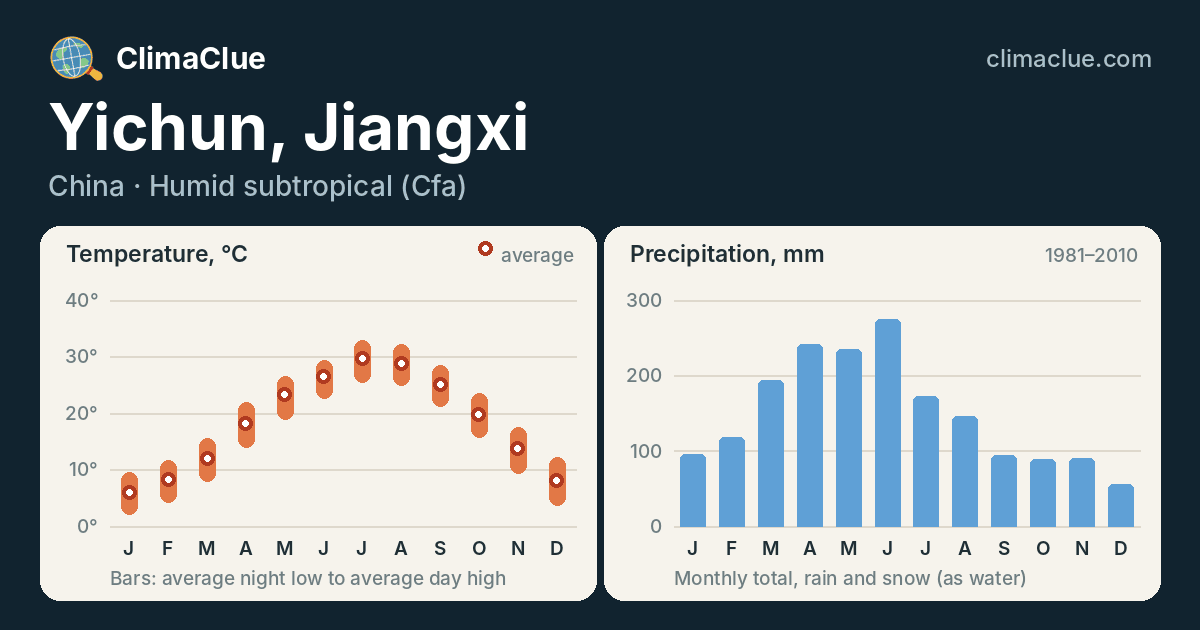 ClimaClue
climaclue.com
Yichun, Jiangxi
China · Humid subtropical (Cfa)
Temperature, °C
average
40°
30°
20°
10°
0°
J F M A M J J A S O N D
Bars: average night low to average day high
Precipitation, mm
1981–2010
300
200
100
0
J F M A M J J A S O N D
Monthly total, rain and snow (as water)